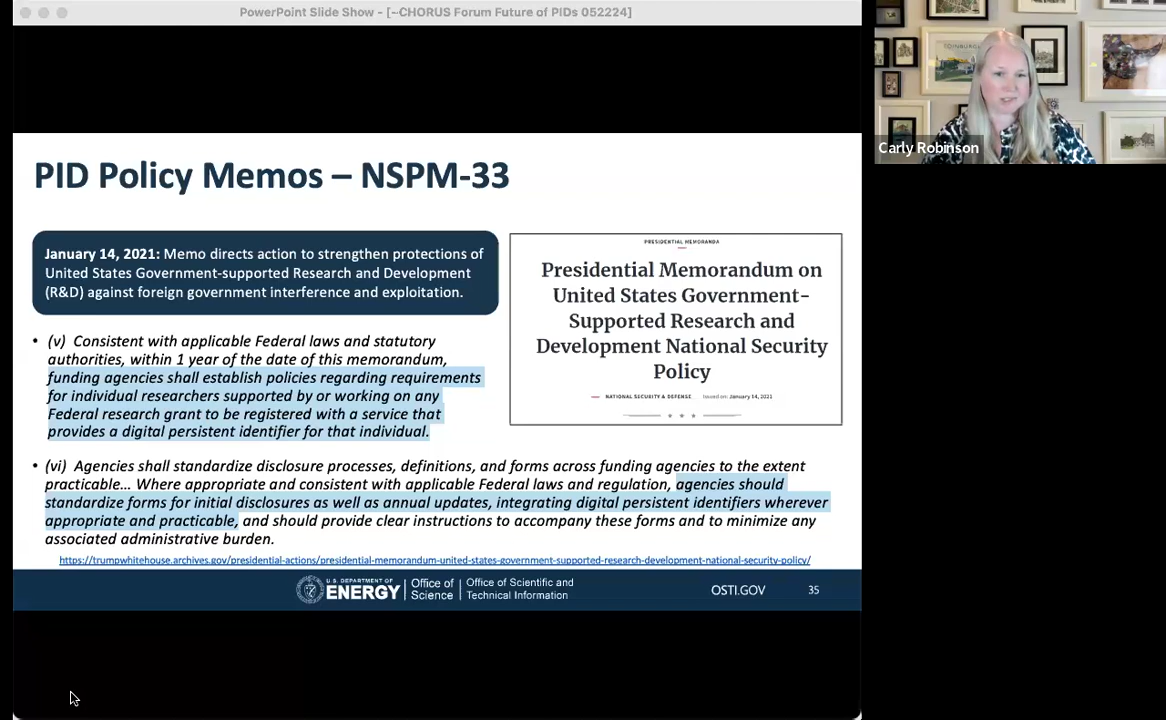 PowerPoint Slide Show - [~CHORUS Forum Future of PIDs 052224]
EDINBURGH
Carly Robinson
PID Policy Memos – NSPM-33
January 14, 2021: Memo directs action to strengthen protections of
United States Government-supported Research and Development
(R&D) against foreign government interference and exploitation.
PRESIDENTIAL MEMORANDA
Presidential Memorandum on
United States Government-
Supported Research and
Development National Security
Policy
NATIONAL SECURITY & DEFENSE Issued on: January 14, 2021
• (v) Consistent with applicable Federal laws and statutory
authorities, within 1 year of the date of this memorandum,
funding agencies shall establish policies regarding requirements
for individual researchers supported by or working on any
Federal research grant to be registered with a service that
provides a digital persistent identifier for that individual.
• (vi) Agencies shall standardize disclosure processes, definitions, and forms across funding agencies to the extent
practicable… Where appropriate and consistent with applicable Federal laws and regulation, agencies should
standardize forms for initial disclosures as well as annual updates, integrating digital persistent identifiers wherever
appropriate and practicable, and should provide clear instructions to accompany these forms and to minimize any
associated administrative burden.
https://trumpwhitehouse.archives.gov/presidential-actions/presidential-memorandum-united-states-government-supported-research-development-national-security-policy/
U.S. DEPARTMENT OF
ENERGY
Office of
Science
Office of Scientific and
Technical Information
OSTI.GOV
35